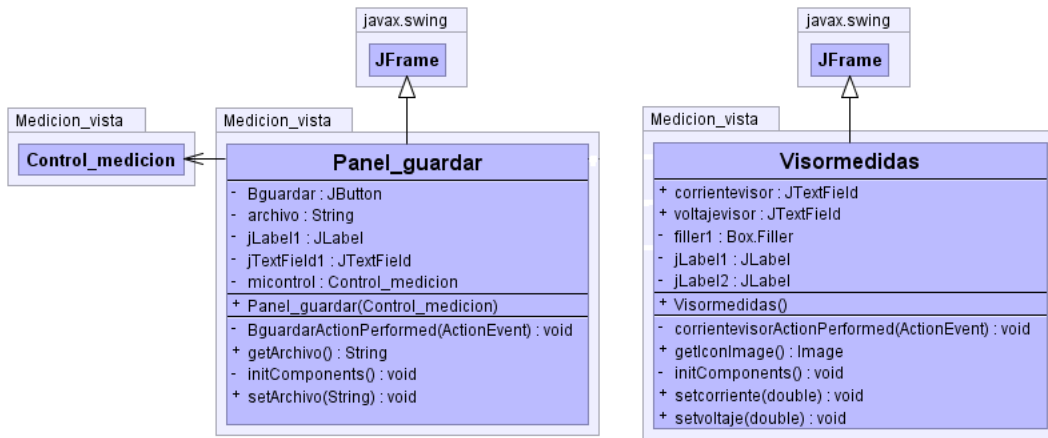 javax.swing
JFrame
Medicion_vista
Control_medicion
Medicion_vista
Panel_guardar
- Bguardar : JButton
- archivo : String
- jLabel1 : JLabel
- jTextField1 : JTextField
- micontrol : Control_medicion
+ Panel_guardar(Control_medicion)
- BguardarActionPerformed(ActionEvent) : void
+ getArchivo() : String
- initComponents() : void
+ setArchivo(String) : void
javax.swing
JFrame
Medicion_vista
Visormedidas
+ corrientevisor : JTextField
+ voltajevisor : JTextField
- filler1 : Box.Filler
- jLabel1 : JLabel
- jLabel2 : JLabel
+ Visormedidas()
- corrientevisorActionPerformed(ActionEvent) : void
+ getIconImage() : Image
- initComponents() : void
+ setcorriente(double) : void
+ setvoltaje(double) : void